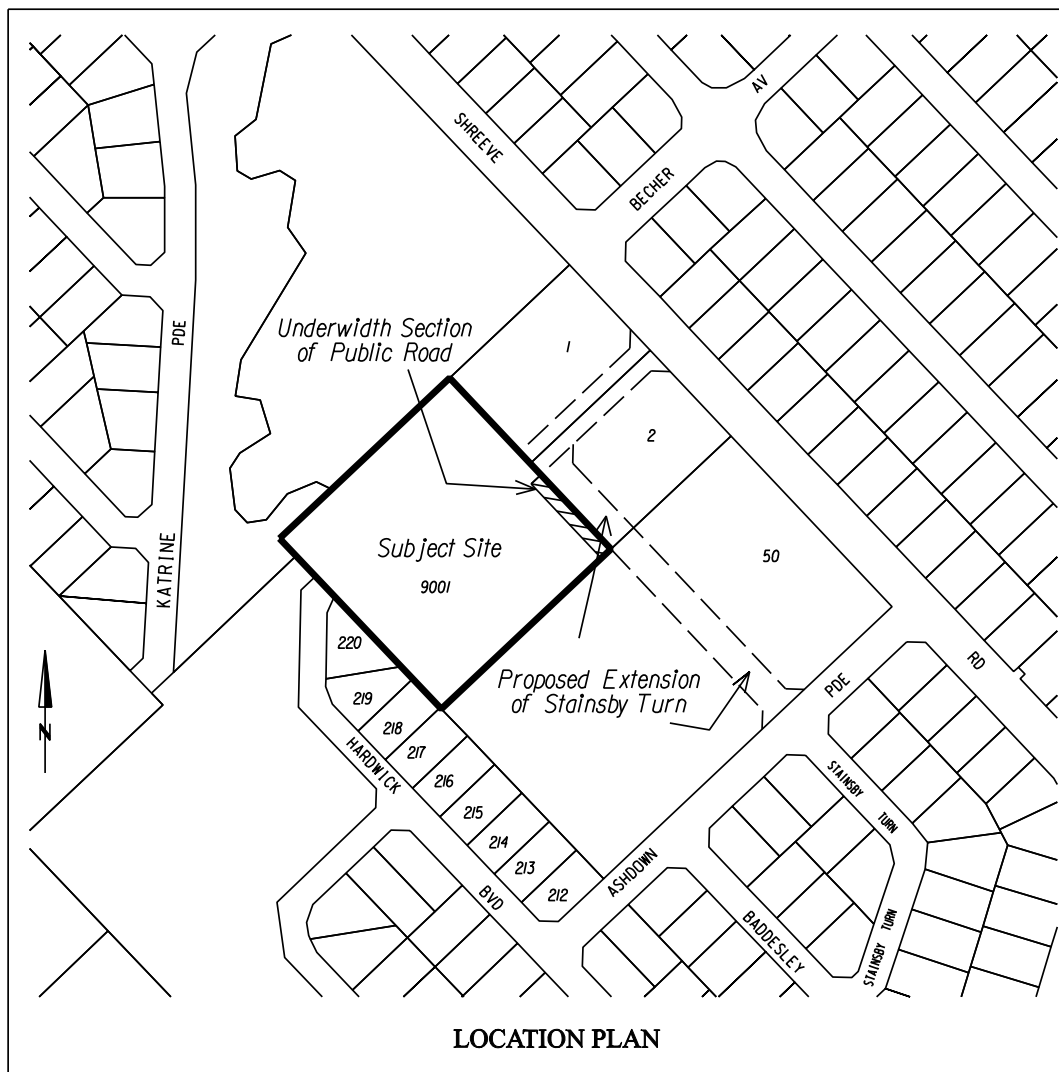 SHREEVE
AV
BECHER
PDE
Underwidth Section
of Public Road
1
2
Subject Site
9001
50
KATRINE
220
219
218
217
216
215
214
213
212
HARDWICK
BVD
Proposed Extension
of Stainsby Turn
PDE
RD
STAINSBY
TURN
ASHDOWN
BADDESLEY
STAINSBY TURN
N
LOCATION PLAN